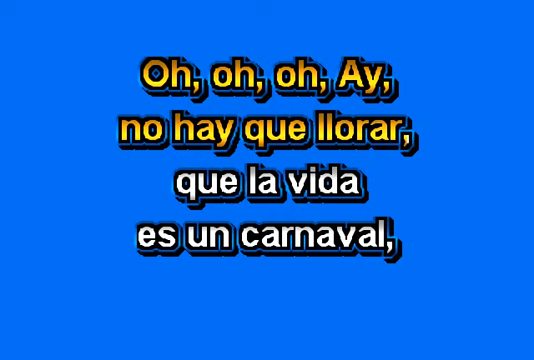 Oh, oh, oh, Ay,
no hay que llorar,
que la vida
es un carnaval,